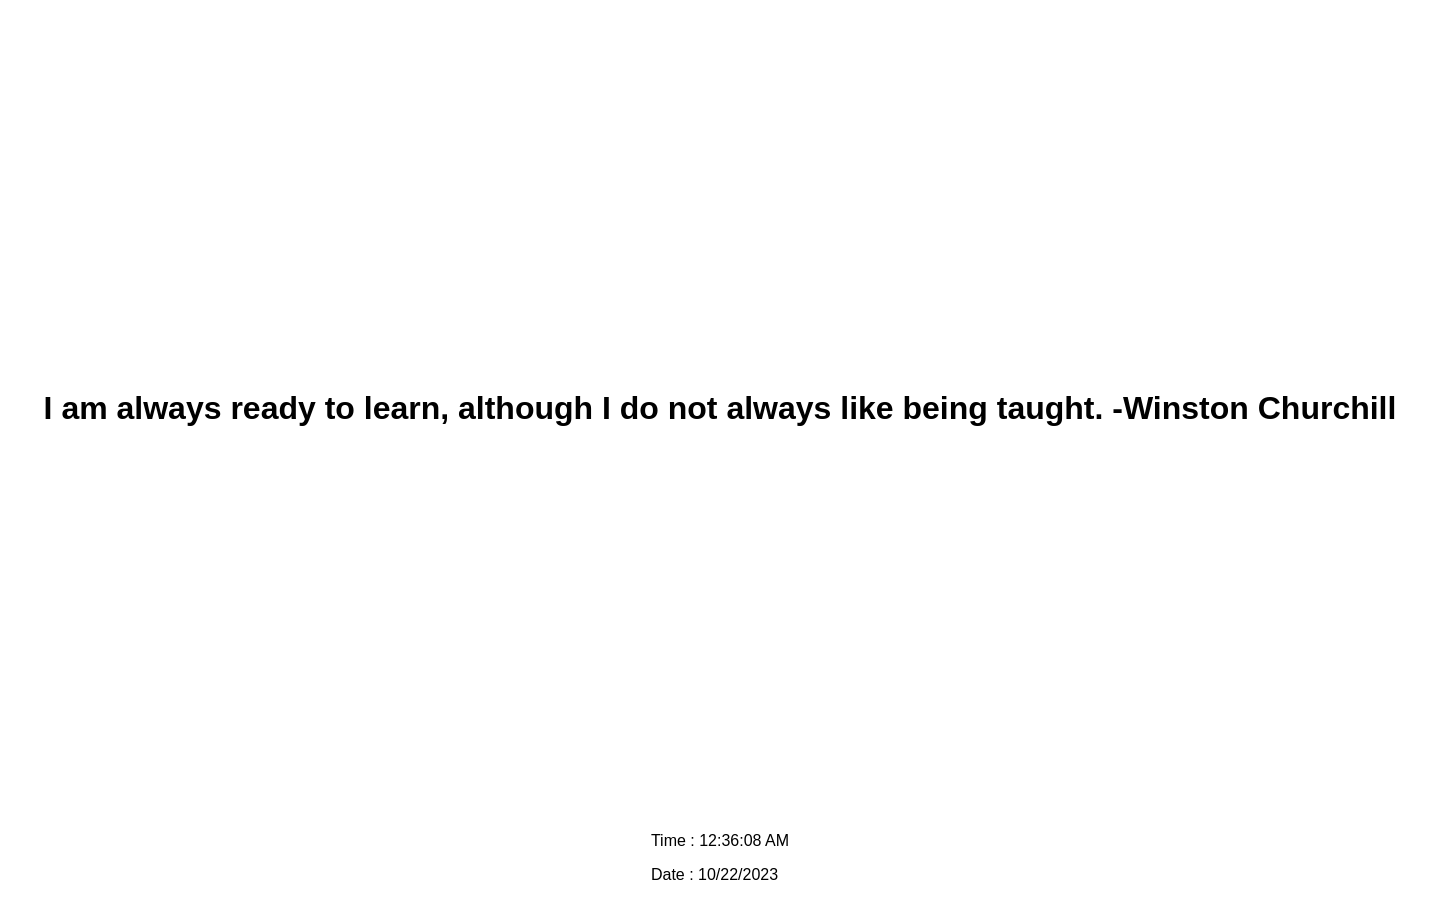 I am always ready to learn, although I do not always like being taught. -Winston Churchill
Time : 12:36:08 AM
Date : 10/22/2023